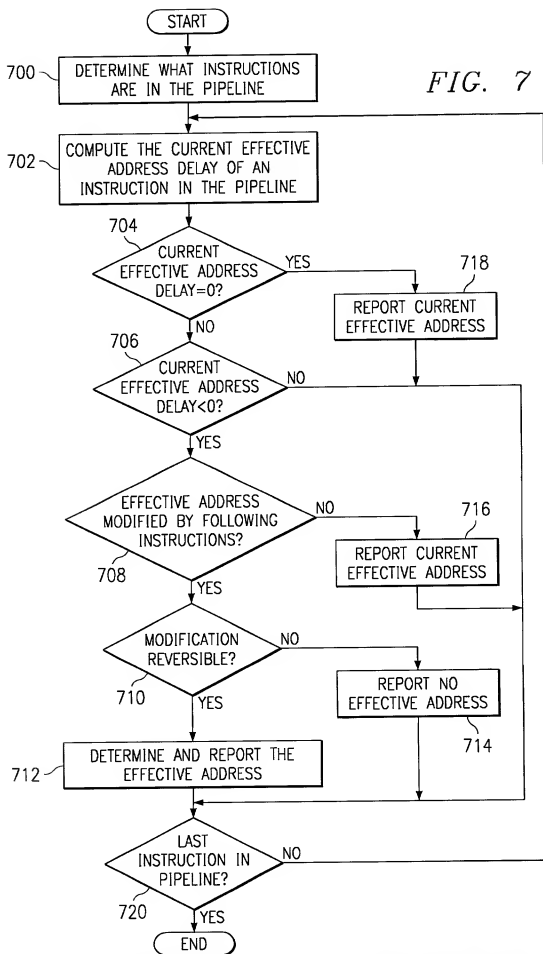 START
700
DETERMINE WHAT INSTRUCTIONS
ARE IN THE PIPELINE
FIG. 7
702
COMPUTE THE CURRENT EFFECTIVE
ADDRESS DELAY OF AN
INSTRUCTION IN THE PIPELINE
704
CURRENT
EFFECTIVE ADDRESS
DELAY=0?
YES
NO
718
REPORT CURRENT
EFFECTIVE ADDRESS
706
CURRENT
EFFECTIVE ADDRESS
DELAY<0?
NO
YES
EFFECTIVE ADDRESS
MODIFIED BY FOLLOWING
INSTRUCTIONS?
708
NO
YES
716
REPORT CURRENT
EFFECTIVE ADDRESS
MODIFICATION
REVERSIBLE?
710
NO
YES
REPORT NO
EFFECTIVE ADDRESS
714
712
DETERMINE AND REPORT THE
EFFECTIVE ADDRESS
LAST
INSTRUCTION IN
PIPELINE?
720
NO
YES
END